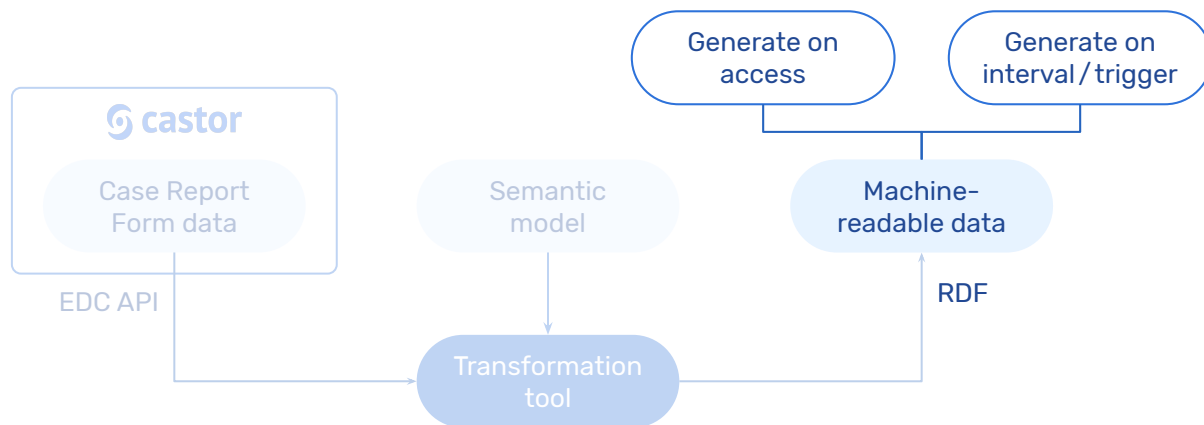 Generate on
access
Generate on
interval/trigger
castor
Case Report
Form data
Semantic
model
Machine-
readable data
EDC API
RDF
Transformation
tool